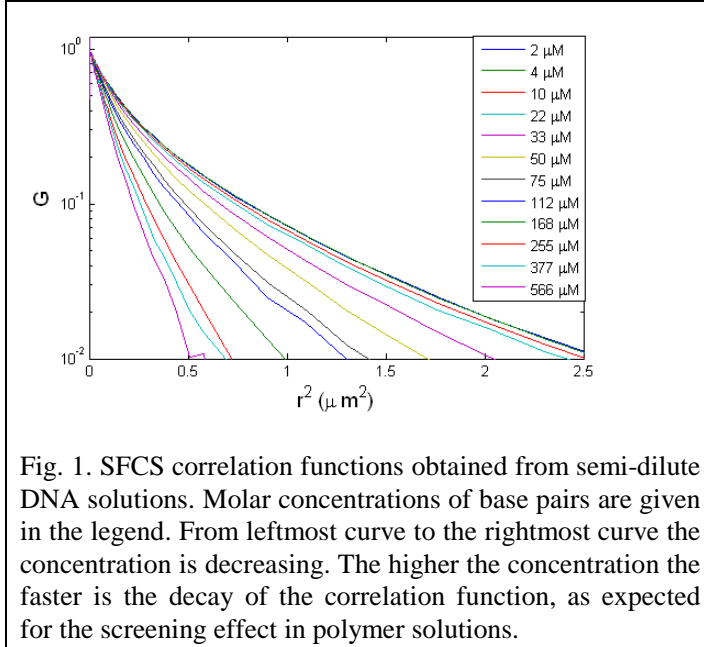 10⁰
10⁻¹
10⁻²
G
0
0.5
1
1.5
2
2.5
r² (μ m²)
2 μM
4 μM
10 μM
22 μM
33 μM
50 μM
75 μM
112 μM
168 μM
255 μM
377 μM
566 μM
Fig. 1. SFCS correlation functions obtained from semi-dilute
DNA solutions. Molar concentrations of base pairs are given
in the legend. From leftmost curve to the rightmost curve the
concentration is decreasing. The higher the concentration the
faster is the decay of the correlation function, as expected
for the screening effect in polymer solutions.